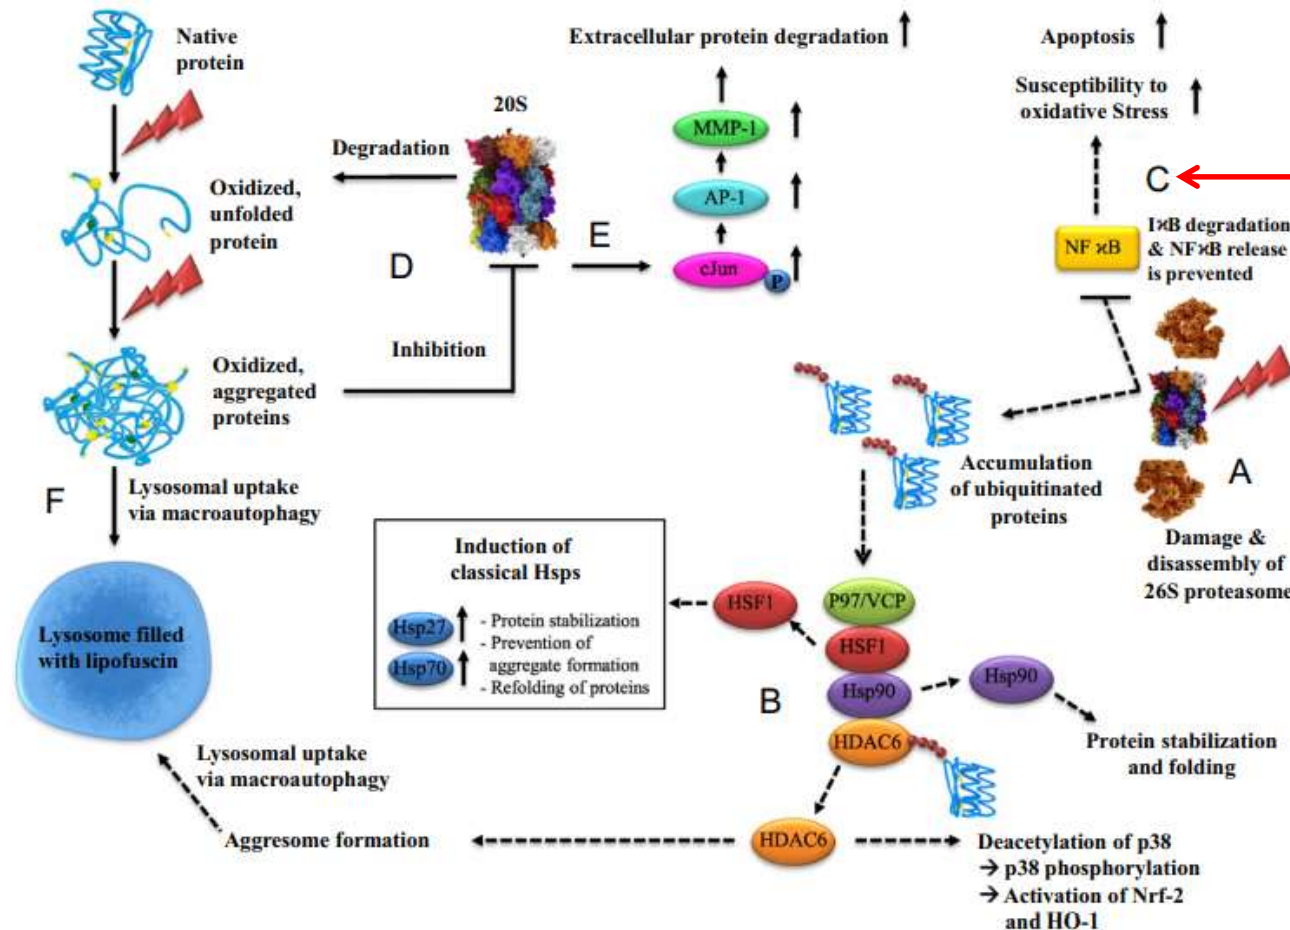 Native
protein
Oxidized,
unfolded
protein
Oxidized,
aggregated
proteins
F
Lysosomal uptake
via macroautophagy
Lysosome filled
with lipofuscin
Degradation
20S
D
E
Inhibition
Extracellular protein degradation
MMP-1
AP-1
cJun
P
Apoptosis
Susceptibility to
oxidative Stress
C
NF ϰB
IϰB degradation
& NFϰB release
is prevented
A
Damage &
disassembly of
26S proteasome
Accumulation
of ubiquitinated
proteins
Induction of
classical Hsps
Hsp27
Hsp70
- Protein stabilization
- Prevention of
aggregate formation
- Refolding of proteins
HSF1
P97/VCP
HSF1
Hsp90
HDAC6
B
Hsp90
Protein stabilization
and folding
Lysosomal uptake
via macroautophagy
Aggresome formation
HDAC6
Deacetylation of p38
→ p38 phosphorylation
→ Activation of Nrf-2
and HO-1